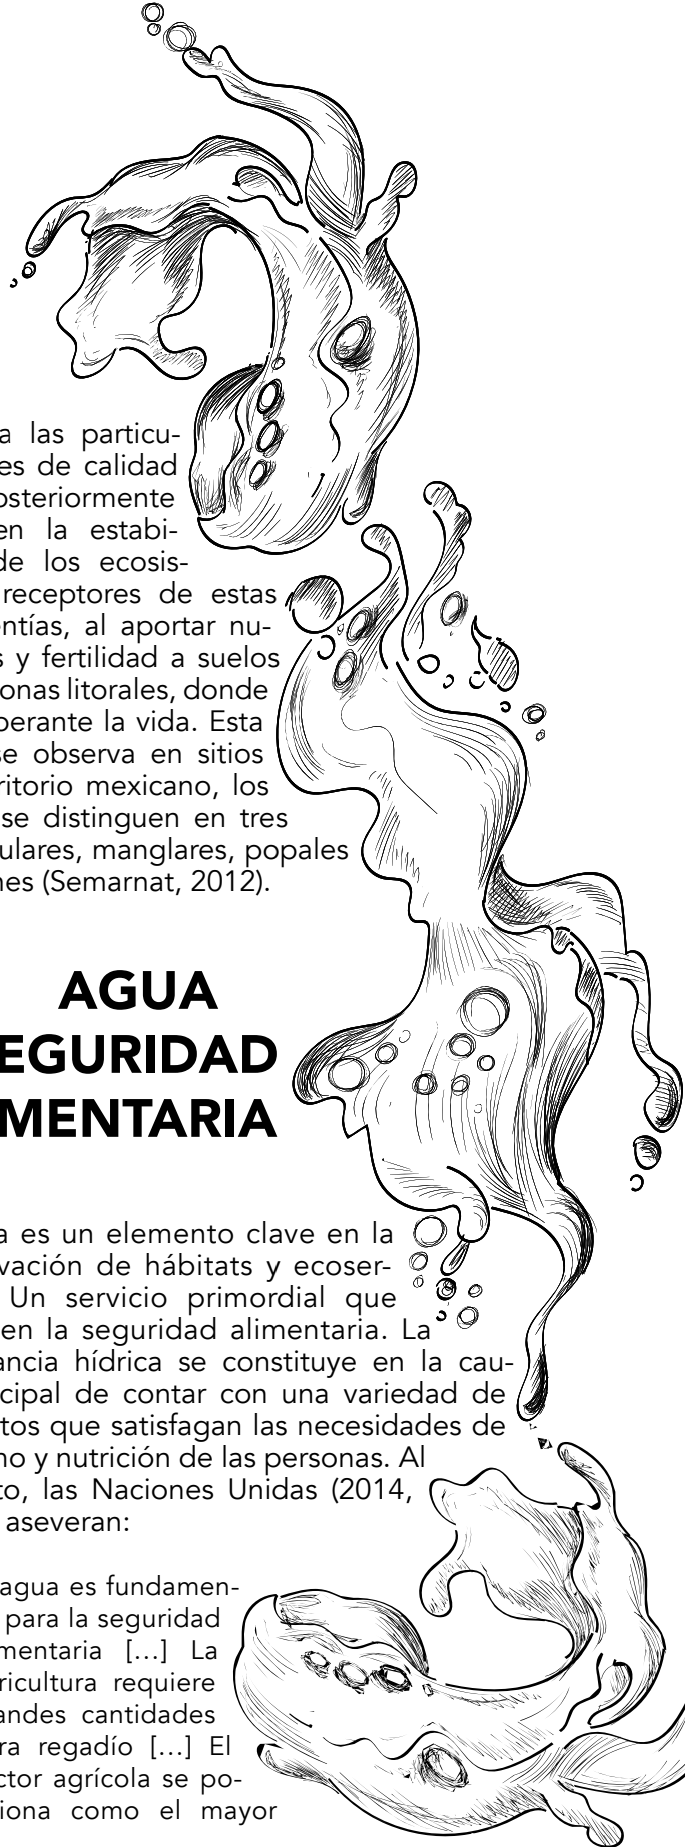 a las particu-
es de calidad
osteriormente
en la estabi-
de los ecosis-
receptores de estas
entías, al aportar nu-
s y fertilidad a suelos
onas litorales, donde
perante la vida. Esta
se observa en sitios
ritorio mexicano, los
se distinguen en tres
ulares, manglares, popales
nes (Semarnat, 2012).
AGUA
EGURIDAD
MENTARIA
a es un elemento clave en la
vación de hábitats y ecoser-
Un servicio primordial que
en la seguridad alimentaria. La
ancia hídrica se constituye en la cau-
cipal de contar con una variedad de
tos que satisfagan las necesidades de
no y nutrición de las personas. Al
to, las Naciones Unidas (2014,
aseveran:
agua es fundamen-
para la seguridad
mentaria [...] La
ricultura requiere
andes cantidades
ra regadío [...] El
ctor agrícola se po-
iona como el mayor